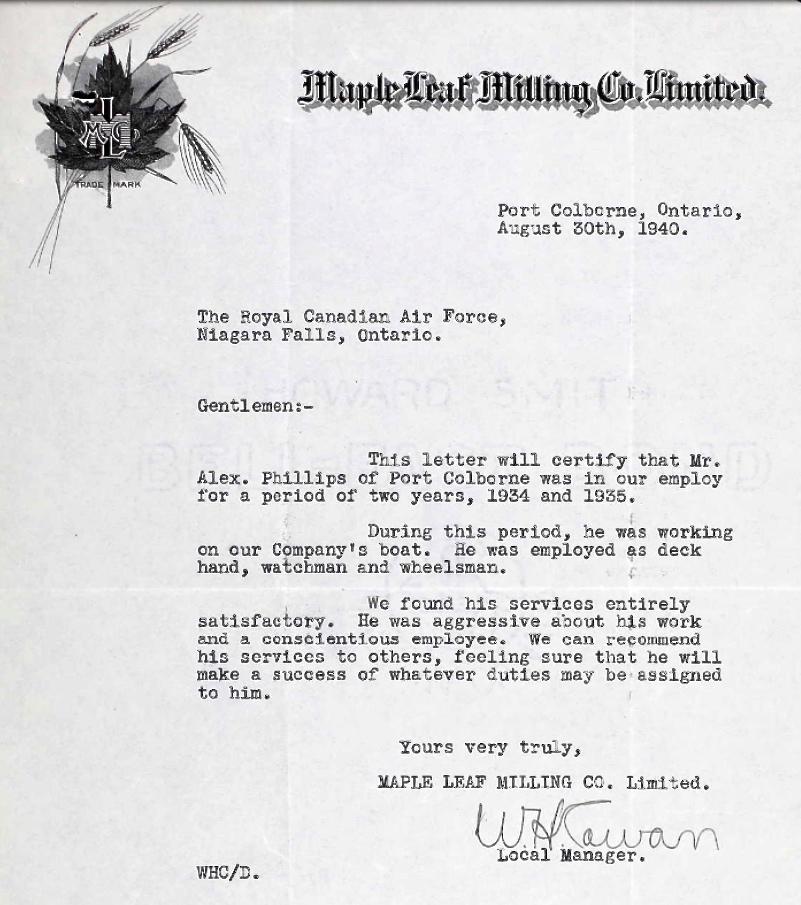 Maple Leaf Milling Co. Limited.
M L M Co
TRADE MARK
Port Colborne, Ontario,
August 30th, 1940.
The Royal Canadian Air Force,
Niagara Falls, Ontario.
Gentlemen:-
This letter will certify that Mr.
Alex. Phillips of Port Colborne was in our employ
for a period of two years, 1934 and 1935.
During this period, he was working
on our Company's boat. He was employed as deck
hand, watchman and wheelsman.
We found his services entirely
satisfactory. He was aggressive about his work
and a conscientious employee. We can recommend
his services to others, feeling sure that he will
make a success of whatever duties may be assigned
to him.
Yours very truly,
MAPLE LEAF MILLING CO. Limited.
W.H. Cowan
Local Manager.
WHC/D.